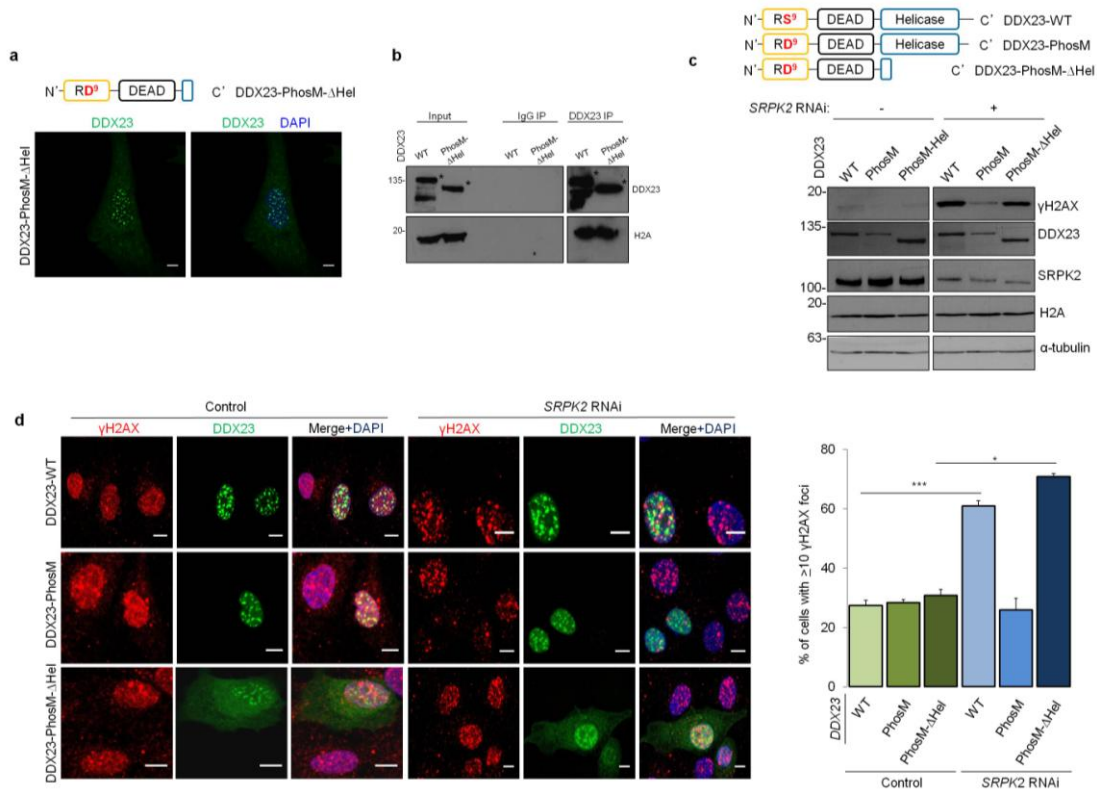 a
N' RD⁹ DEAD C' DDX23-PhosM-ΔHel
DDX23 DDX23 DAPI
DDX23-PhosM-ΔHel
b
Input IgG IP DDX23 IP
DDX23 WT PhosM-ΔHel WT PhosM-ΔHel WT PhosM-ΔHel
135- * * * * DDX23
20- H2A
*
N' RS⁹ DEAD Helicase C' DDX23-WT
N' RD⁹ DEAD Helicase C' DDX23-PhosM
c
N' RD⁹ DEAD C' DDX23-PhosM-ΔHel
SRPK2 RNAi: - +
DDX23 WT PhosM PhosM-Hel WT PhosM PhosM-ΔHel
20- γH2AX
135-
DDX23
SRPK2
100-
20- H2A
63-
α-tubulin
d
Control SRPK2 RNAi
γH2AX DDX23 Merge+DAPI γH2AX DDX23 Merge+DAPI
DDX23-WT
DDX23-PhosM
DDX23-PhosM-ΔHel
% of cells with ≥10 γH2AX foci
80
60
40
20
0
*** *
DDX23 WT PhosM PhosM-ΔHel WT PhosM PhosM-ΔHel
Control SRPK2 RNAi